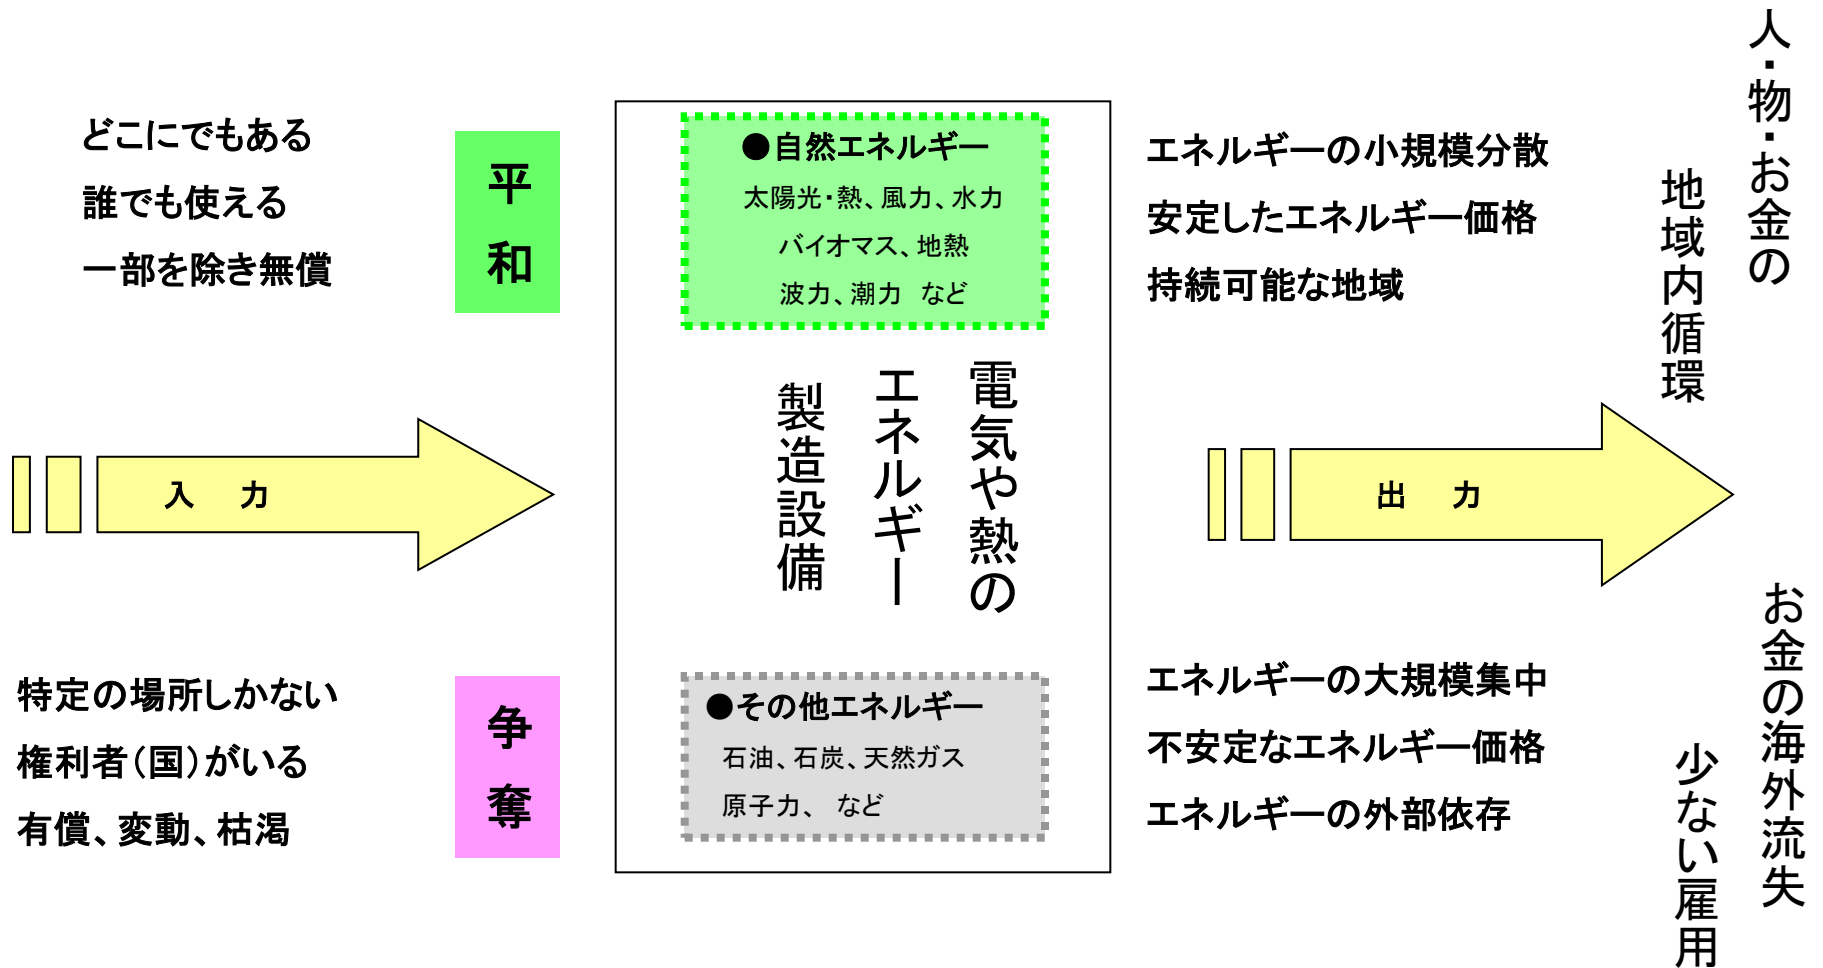 どこにでもある
誰でも使える
一部を除き無償
平和
●自然エネルギー
太陽光・熱、風力、水力
バイオマス、地熱
波力、潮力　など
エネルギーの小規模分散
安定したエネルギー価格
持続可能な地域
人・物・お金の
地域内循環
入　力
電気や熱の
エネルギー
製造設備
出　力
特定の場所しかない
権利者（国）がいる
有償、変動、枯渇
争奪
●その他エネルギー
石油、石炭、天然ガス
原子力、　など
エネルギーの大規模集中
不安定なエネルギー価格
エネルギーの外部依存
お金の海外流失
少ない雇用